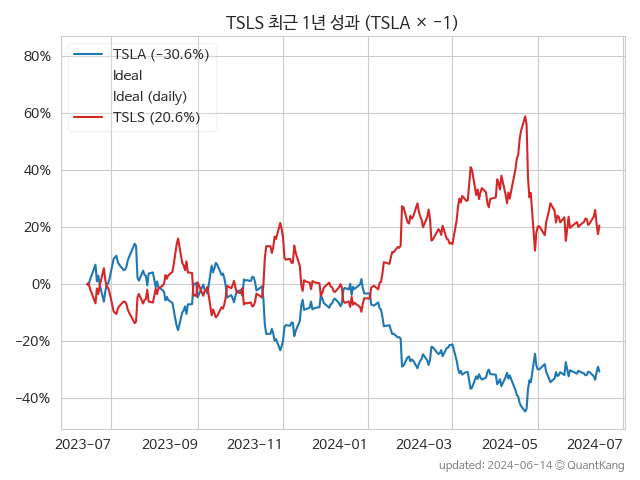 TSLS 최근 1년 성과 (TSLA × −1)
TSLA (−30.6%)
Ideal
Ideal (daily)
TSLS (20.6%)
80%
60%
40%
20%
0%
−20%
−40%
2023-07 2023-09 2023-11 2024-01 2024-03 2024-05 2024-07
updated: 2024-06-14 © QuantKang